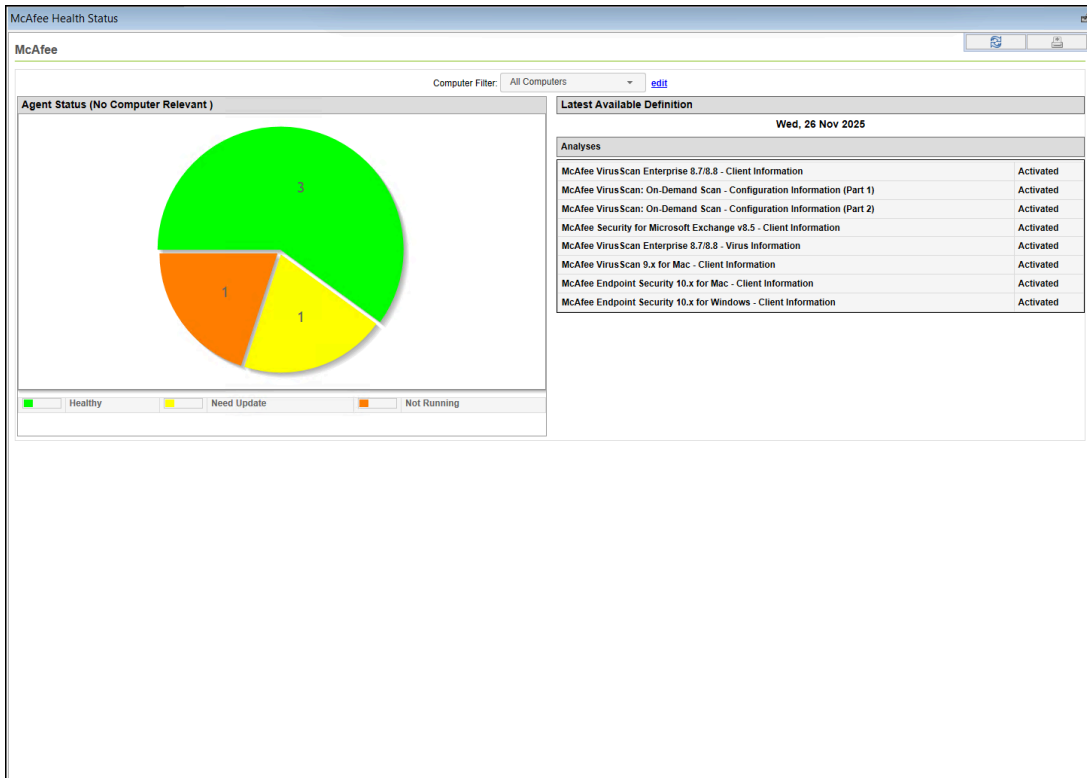 McAfee Health Status
McAfee
Computer Filter: All Computers edit
Agent Status (No Computer Relevant )
3
1
1
Healthy Need Update Not Running
Latest Available Definition
Wed, 26 Nov 2025
Analyses
McAfee VirusScan Enterprise 8.7/8.8 - Client Information Activated
McAfee VirusScan: On-Demand Scan - Configuration Information (Part 1) Activated
McAfee VirusScan: On-Demand Scan - Configuration Information (Part 2) Activated
McAfee Security for Microsoft Exchange v8.5 - Client Information Activated
McAfee VirusScan Enterprise 8.7/8.8 - Virus Information Activated
McAfee VirusScan 9.x for Mac - Client Information Activated
McAfee Endpoint Security 10.x for Mac - Client Information Activated
McAfee Endpoint Security 10.x for Windows - Client Information Activated